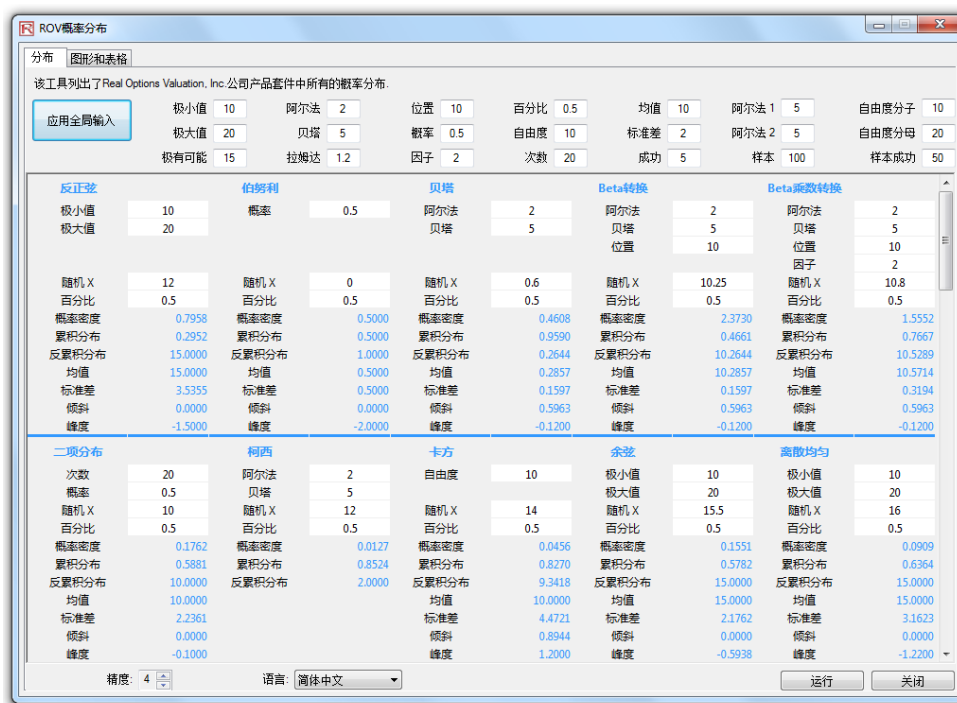 ROV概率分布
分布 图形和表格
该工具列出了Real Options Valuation, Inc.公司产品套件中所有的概率分布.
应用全局输入
极小值 10 阿尔法 2 位置 10 百分比 0.5 均值 10 阿尔法 1 5 自由度分子 10
极大值 20 贝塔 5 概率 0.5 自由度 10 标准差 2 阿尔法 2 5 自由度分母 20
极有可能 15 拉姆达 1.2 因子 2 次数 20 成功 5 样本 100 样本成功 50
反正弦 伯努利 贝塔 Beta转换 Beta乘数转换
极小值 10 概率 0.5 阿尔法 2 阿尔法 2 阿尔法 2
极大值 20 贝塔 5 贝塔 5 贝塔 5
位置 10 位置 10
因子 2
随机 X 12 随机 X 0 随机 X 0.6 随机 X 10.25 随机 X 10.8
百分比 0.5 百分比 0.5 百分比 0.5 百分比 0.5 百分比 0.5
概率密度 0.7958 概率密度 0.5000 概率密度 0.4608 概率密度 2.3730 概率密度 1.5552
累积分布 0.2952 累积分布 0.5000 累积分布 0.9590 累积分布 0.4661 累积分布 0.7667
反累积分布 15.0000 反累积分布 1.0000 反累积分布 0.2644 反累积分布 10.2644 反累积分布 10.5289
均值 15.0000 均值 0.5000 均值 0.2857 均值 10.2857 均值 10.5714
标准差 3.5355 标准差 0.5000 标准差 0.1597 标准差 0.1597 标准差 0.3194
倾斜 0.0000 倾斜 0.0000 倾斜 0.5963 倾斜 0.5963 倾斜 0.5963
峰度 -1.5000 峰度 -2.0000 峰度 -0.1200 峰度 -0.1200 峰度 -0.1200
二项分布 柯西 卡方 余弦 离散均匀
次数 20 阿尔法 2 自由度 10 极小值 10 极小值 10
概率 0.5 贝塔 5 极大值 20 极大值 20
随机 X 10 随机 X 12 随机 X 14 随机 X 15.5 随机 X 16
百分比 0.5 百分比 0.5 百分比 0.5 百分比 0.5 百分比 0.5
概率密度 0.1762 概率密度 0.0127 概率密度 0.0456 概率密度 0.1551 概率密度 0.0909
累积分布 0.5881 累积分布 0.8524 累积分布 0.8270 累积分布 0.5782 累积分布 0.6364
反累积分布 10.0000 反累积分布 2.0000 反累积分布 9.3418 反累积分布 15.0000 反累积分布 15.0000
均值 10.0000 均值 10.0000 均值 15.0000 均值 15.0000
标准差 2.2361 标准差 4.4721 标准差 2.1762 标准差 3.1623
倾斜 0.0000 倾斜 0.8944 倾斜 0.0000 倾斜 0.0000
峰度 -0.1000 峰度 1.2000 峰度 -0.5938 峰度 -1.2200
精度: 4 语言: 简体中文 运行 关闭